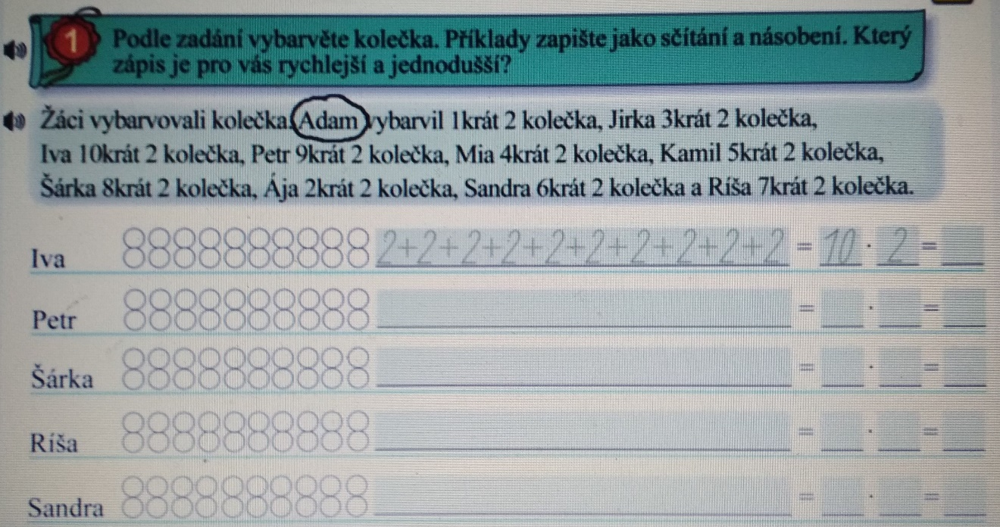 1 Podle zadání vybarvěte kolečka. Příklady zapište jako sčítání a násobení. Který
zápis je pro vás rychlejší a jednodušší?
Žáci vybarvovali kolečka. Adam vybarvil 1krát 2 kolečka, Jirka 3krát 2 kolečka,
Iva 10krát 2 kolečka, Petr 9krát 2 kolečka, Mia 4krát 2 kolečka, Kamil 5krát 2 kolečka,
Šárka 8krát 2 kolečka, Ája 2krát 2 kolečka, Sandra 6krát 2 kolečka a Ríša 7krát 2 kolečka.
Iva 2+2+2+2+2+2+2+2+2+2 = 10 · 2 =
Petr = · =
Šárka = · =
Ríša = · =
Sandra = · =